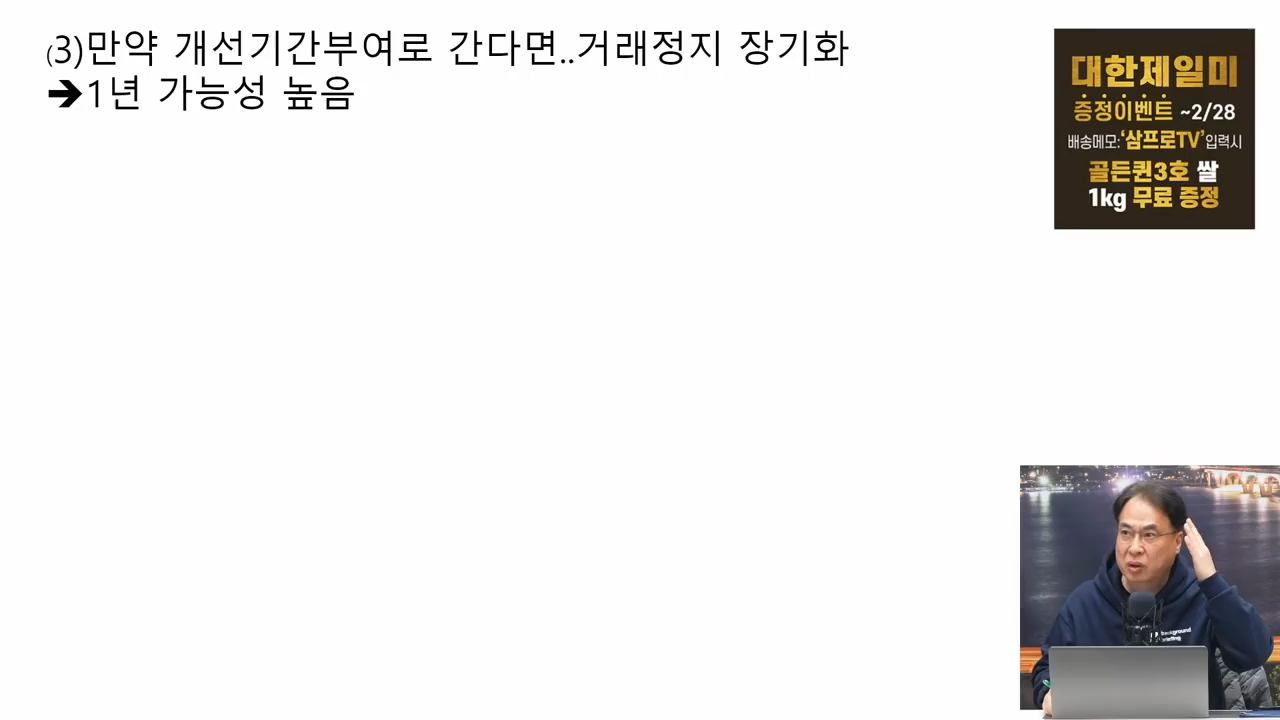 (3)만약 개선기간부여로 간다면..거래정지 장기화
➔1년 가능성 높음
대한제일미
증정이벤트 ~2/28
배송메모:‘삼프로TV’입력시
골든퀸3호 쌀
1kg 무료 증정
background
briefing